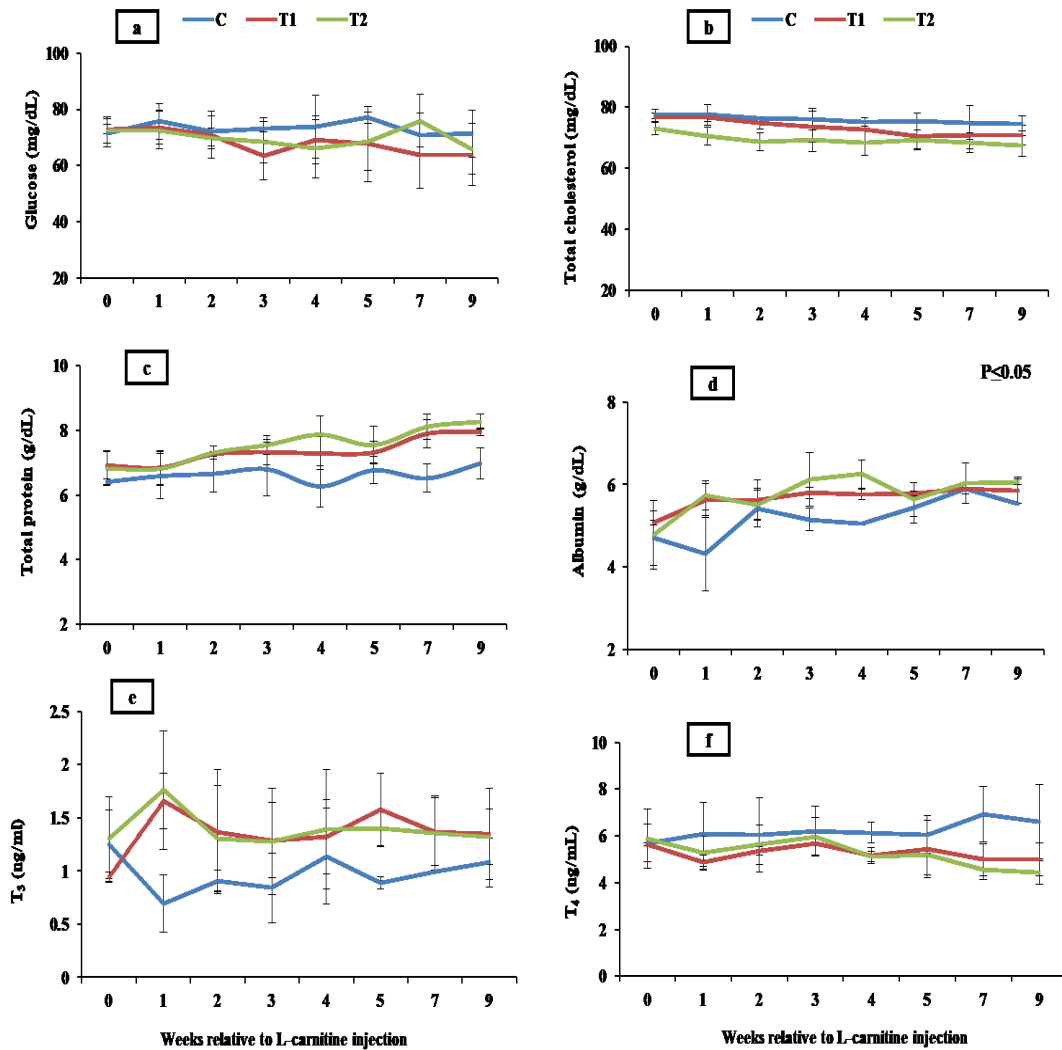 a C T1 T2
Glucose (mg/dL)
100
80
60
40
20
0 1 2 3 4 5 7 9
b C T1 T2
Total cholesterol (mg/dL)
100
80
60
40
20
0 1 2 3 4 5 7 9
c
Total protein (g/dL)
10
8
6
4
2
0 1 2 3 4 5 7 9
d
P≤0.05
Albumin (g/dL)
8
6
4
2
0 1 2 3 4 5 7 9
e
T3 (ng/ml)
2.5
2
1.5
1
0.5
0
0 1 2 3 4 5 7 9
Weeks relative to L-carnitine injection
f
T4 (ng/mL)
10
8
6
4
2
0
0 1 2 3 4 5 7 9
Weeks relative to L-carnitine injection